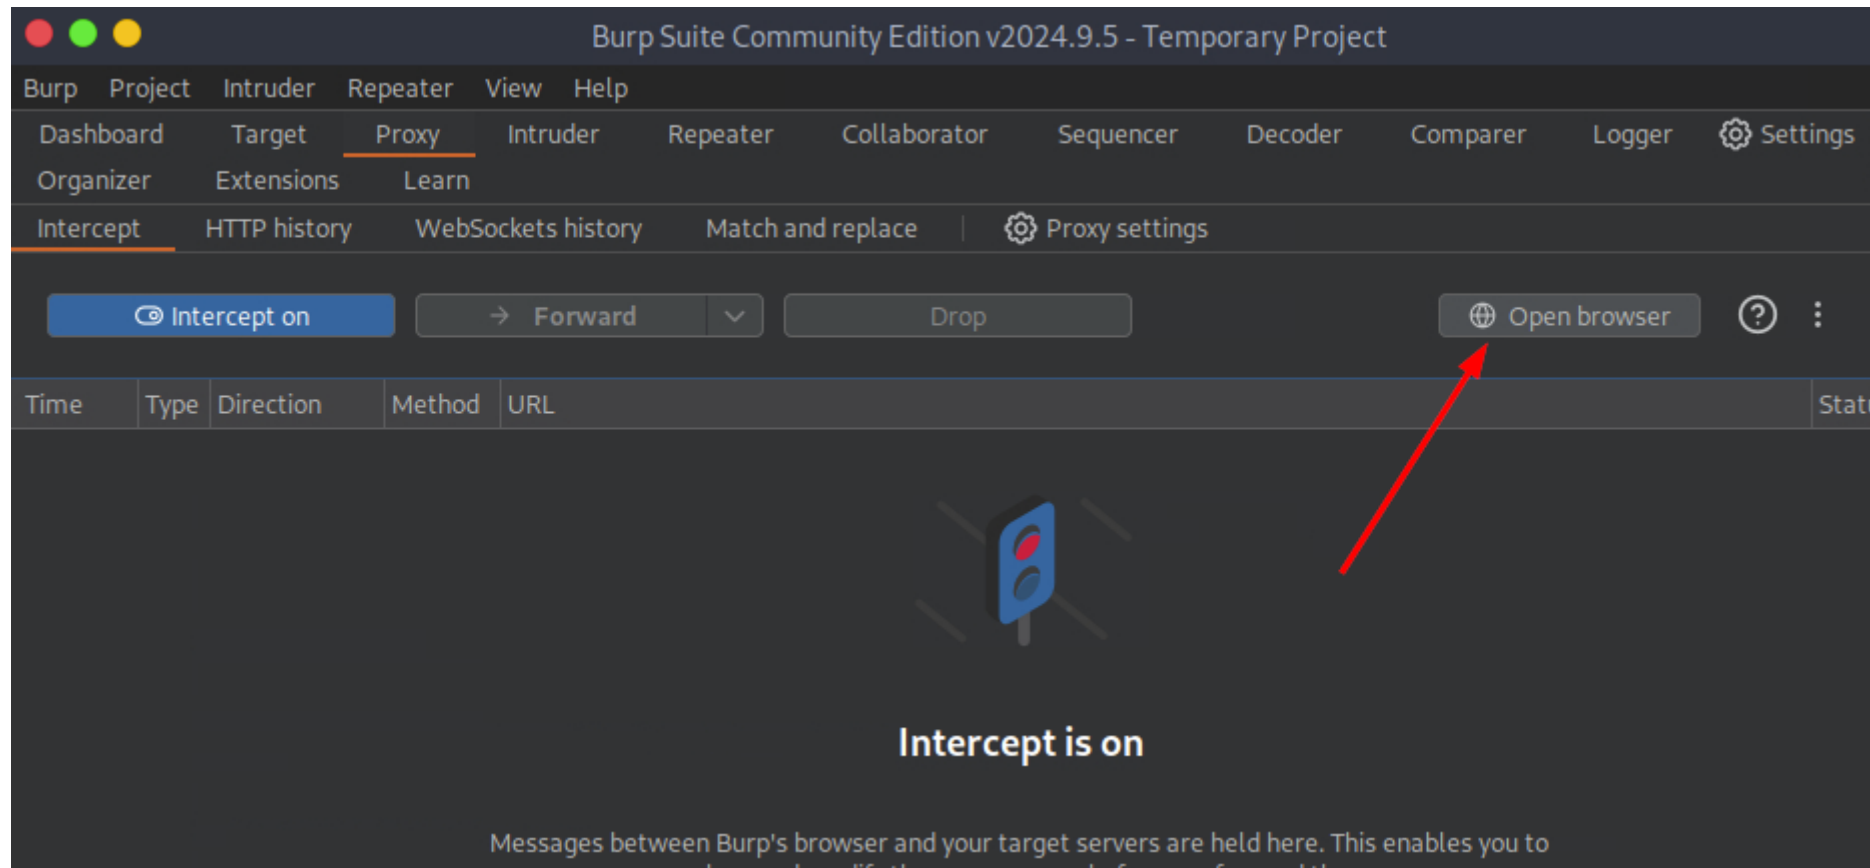 Burp Suite Community Edition v2024.9.5 - Temporary Project
Burp Project Intruder Repeater View Help
Dashboard Target Proxy Intruder Repeater Collaborator Sequencer Decoder Comparer Logger Settings
Organizer Extensions Learn
Intercept HTTP history WebSockets history Match and replace Proxy settings
Intercept on Forward Drop Open browser
Time Type Direction Method URL
Intercept is on
Messages between Burp's browser and your target servers are held here. This enables you to